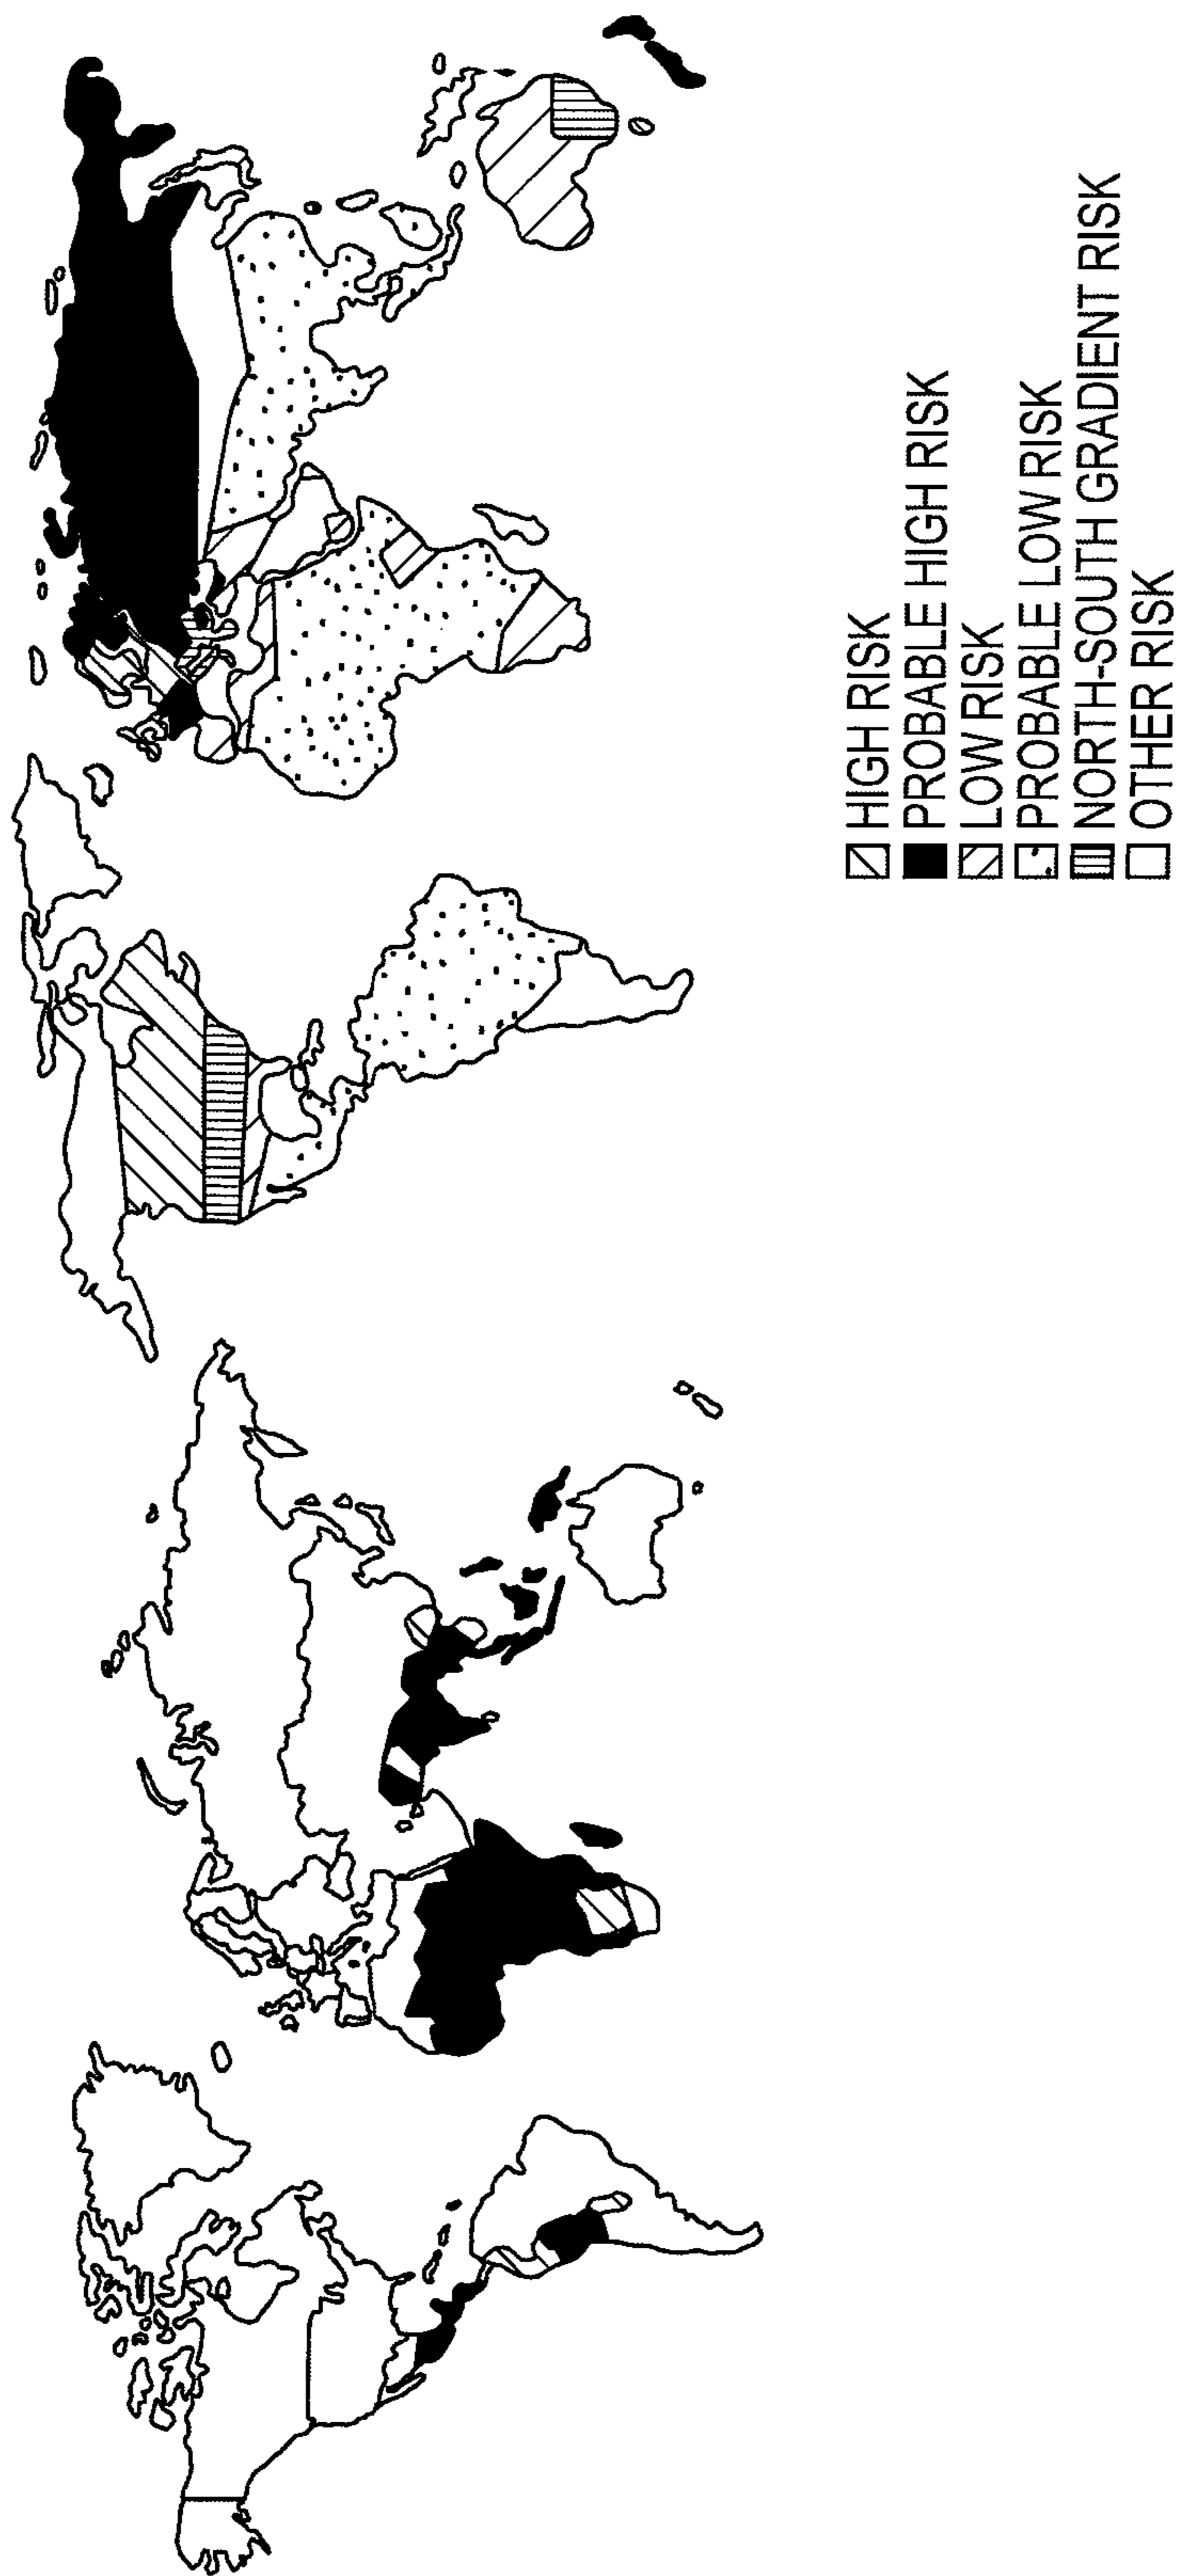 HIGH RISK
PROBABLE HIGH RISK
LOW RISK
PROBABLE LOW RISK
NORTH-SOUTH GRADIENT RISK
OTHER RISK